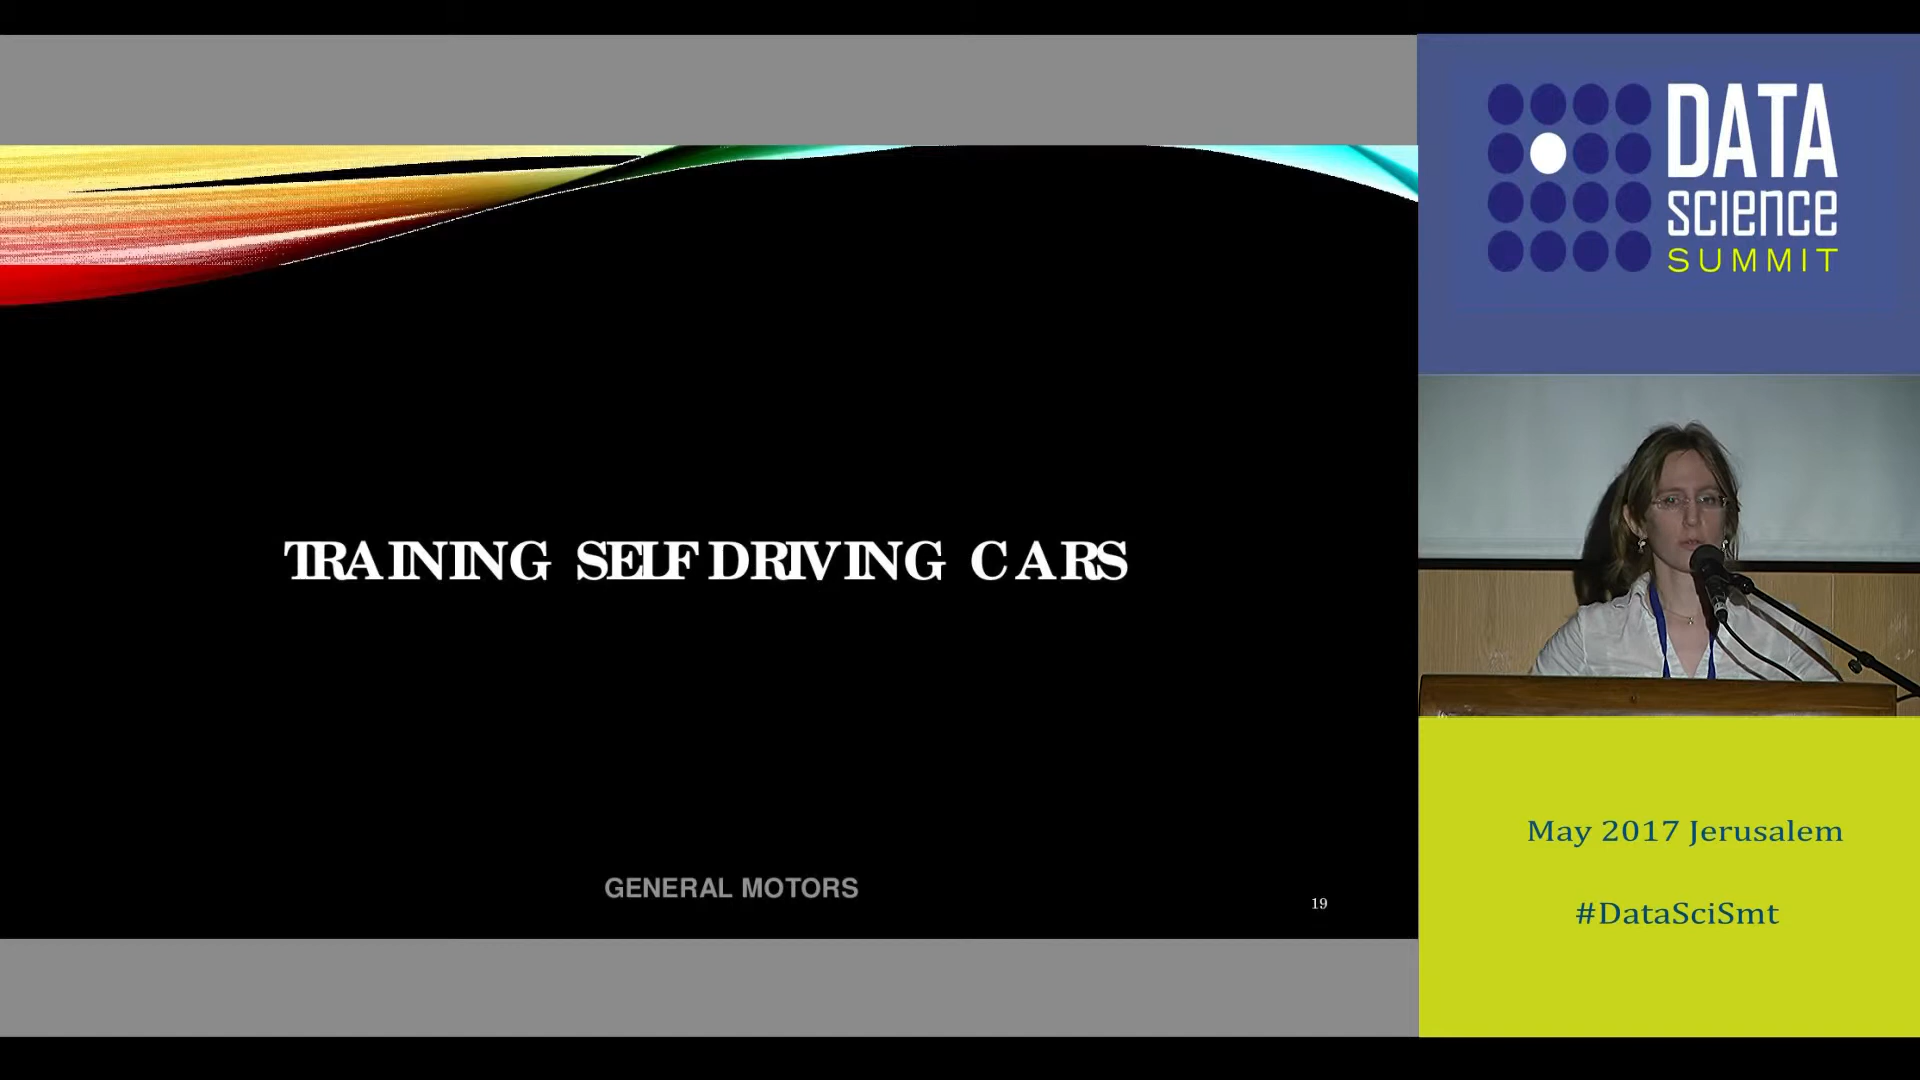 TRAINING SELF DRIVING CARS
GENERAL MOTORS
19
DATA
SCIENCE
SUMMIT
May 2017 Jerusalem
#DataSciSmt